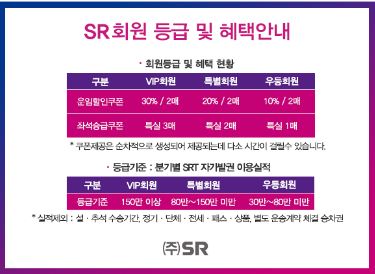 SR회원 등급 및 혜택안내
· 회원등급 및 혜택 현황
구분 VIP회원 특별회원 우등회원
운임할인쿠폰 30% / 2매 20% / 2매 10% / 2매
좌석승급쿠폰 특실 3매 특실 2매 특실 1매
* 쿠폰제공은 순차적으로 생성되어 제공되는데 다소 시간이 걸릴수 있습니다.
· 등급기준 : 분기별 SRT 자가발권 이용실적
구분 VIP회원 특별회원 우등회원
등급기준 150만 이상 80만~150만 미만 30만~80만 미만
* 실적제외 : 설 · 추석 수송기간, 정기 · 단체 · 전세 · 패스 · 상품, 별도 운송계약 체결 승차권
㈜SR